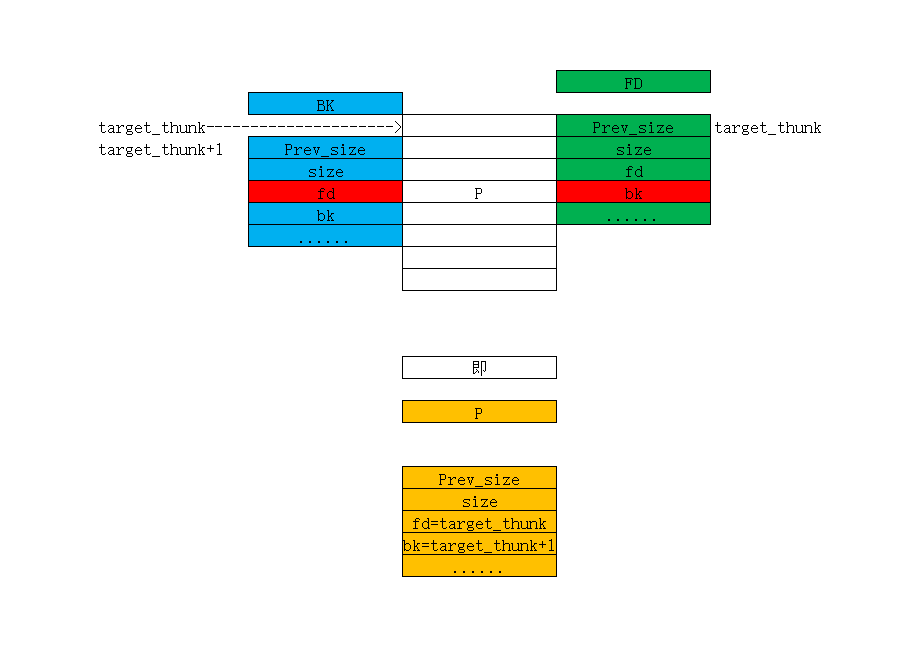 FD
BK
target_thunk--------------------->
Prev_size
target_thunk
target_thunk+1
Prev_size
size
size
fd
fd
P
bk
bk
......
......
即
P
Prev_size
size
fd=target_thunk
bk=target_thunk+1
......